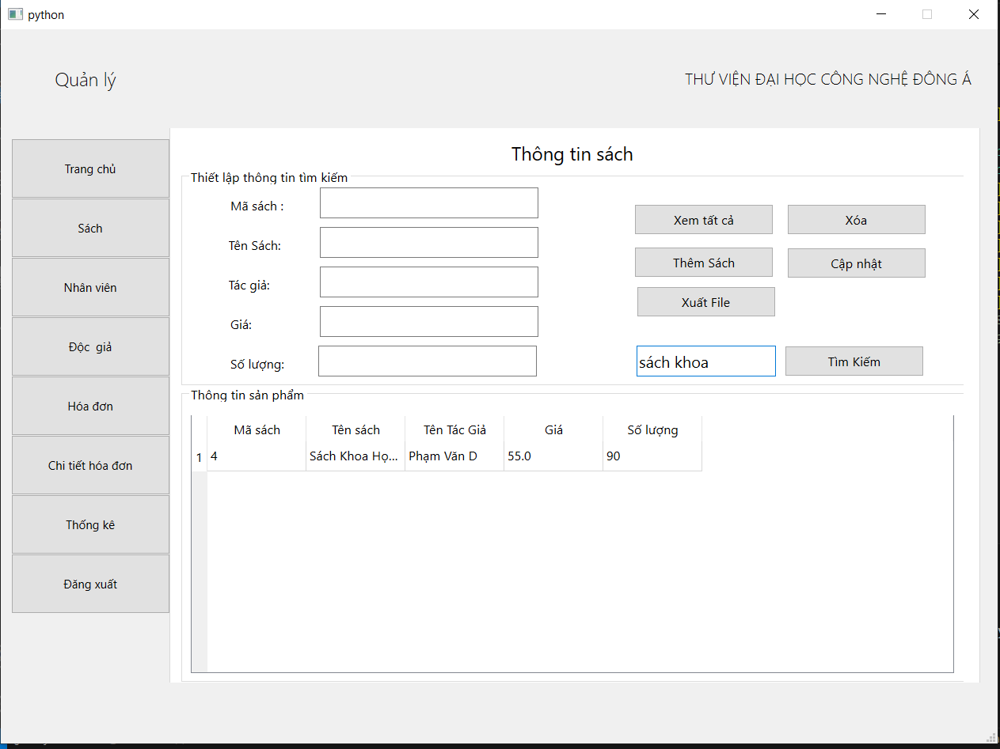 python
Quản lý
THƯ VIỆN ĐẠI HỌC CÔNG NGHỆ ĐÔNG Á
Trang chủ
Sách
Nhân viên
Độc  giả
Hóa đơn
Chi tiết hóa đơn
Thống kê
Đăng xuất
Thông tin sách
Thiết lập thông tin tìm kiếm
Mã sách :
Tên Sách:
Tác giả:
Giá:
Số lượng:
Xem tất cả Xóa
Thêm Sách Cập nhật
Xuất File
sách khoa Tìm Kiếm
Thông tin sản phẩm
Mã sách Tên sách Tên Tác Giả Giá Số lượng
1 4 Sách Khoa Họ... Phạm Văn D 55.0 90